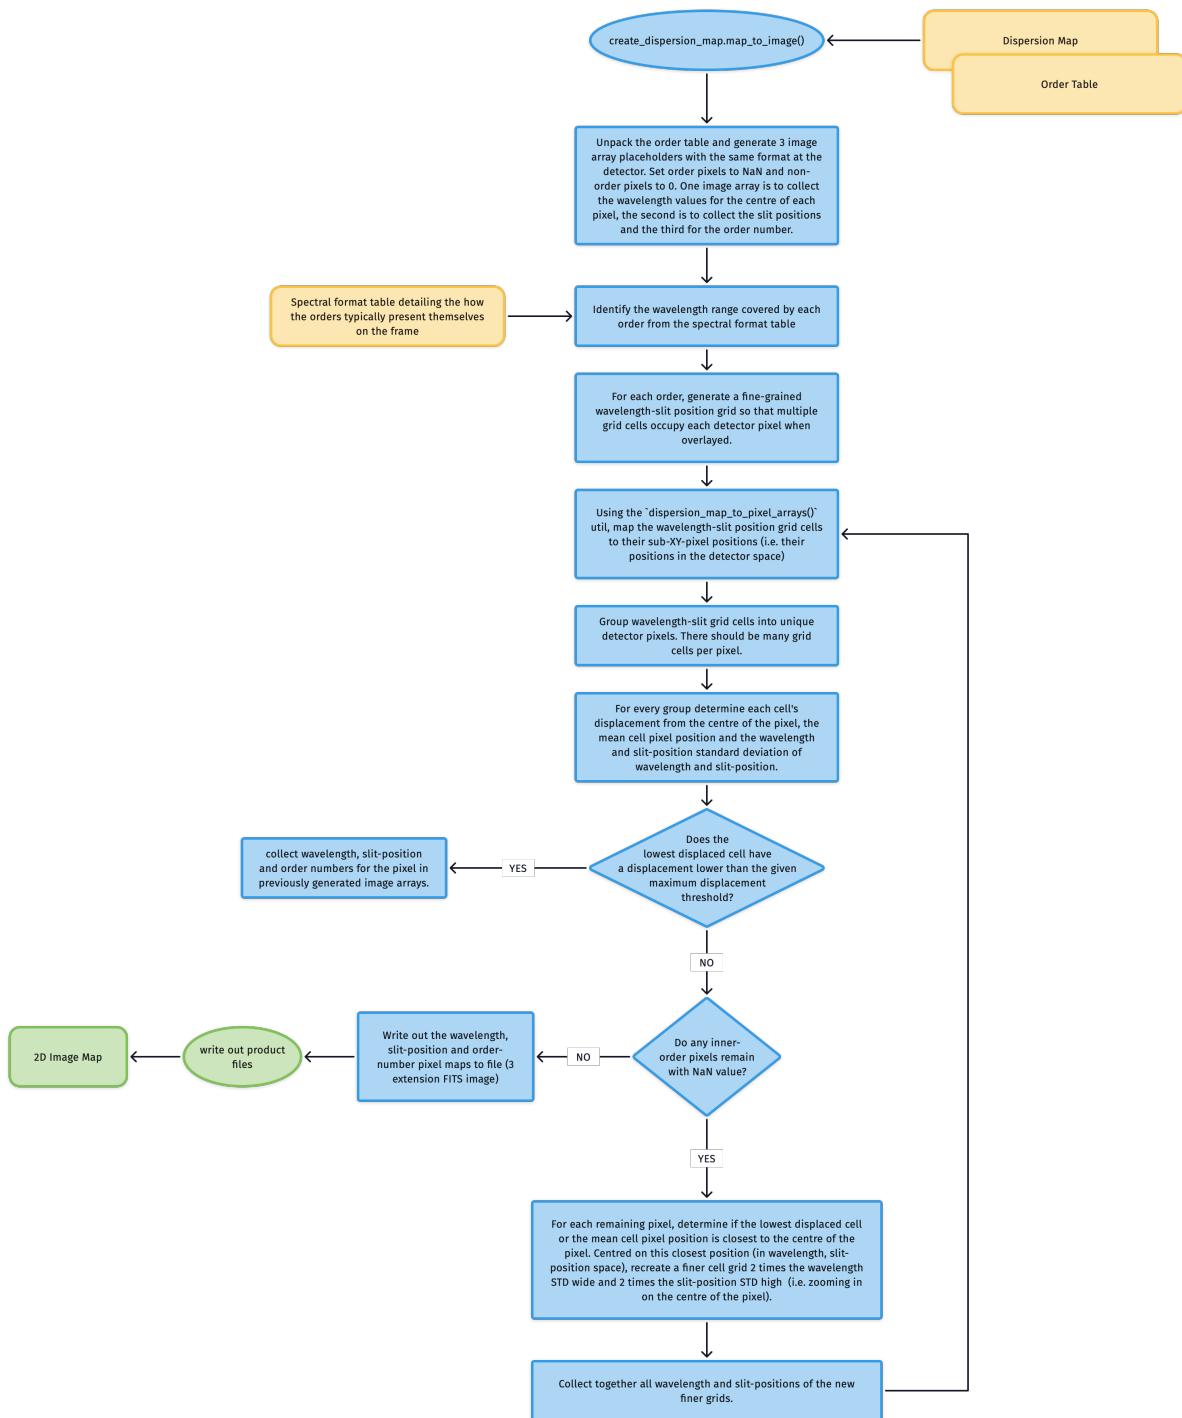 create_dispersion_map.map_to_image()
Dispersion Map
Order Table
Unpack the order table and generate 3 image
array placeholders with the same format at the
detector. Set order pixels to NaN and non-
order pixels to 0. One image array is to collect
the wavelength values for the centre of each
pixel, the second is to collect the slit positions
and the third for the order number.
Spectral format table detailing the how
the orders typically present themselves
on the frame
Identify the wavelength range covered by each
order from the spectral format table
For each order, generate a fine-grained
wavelength-slit position grid so that multiple
grid cells occupy each detector pixel when
overlayed.
Using the `dispersion_map_to_pixel_arrays()`
util, map the wavelength-slit position grid cells
to their sub-XY-pixel positions (i.e. their
positions in the detector space)
Group wavelength-slit grid cells into unique
detector pixels. There should be many grid
cells per pixel.
For every group determine each cell's
displacement from the centre of the pixel, the
mean cell pixel position and the wavelength
and slit-position standard deviation of
wavelength and slit-position.
Does the
lowest displaced cell have
a displacement lower than the given
maximum displacement
threshold?
YES
collect wavelength, slit-position
and order numbers for the pixel in
previously generated image arrays.
NO
Do any inner-
order pixels remain
with NaN value?
NO
Write out the wavelength,
slit-position and order-
number pixel maps to file (3
extension FITS image)
write out product
files
2D Image Map
YES
For each remaining pixel, determine if the lowest displaced cell
or the mean cell pixel position is closest to the centre of the
pixel. Centred on this closest position (in wavelength, slit-
position space), recreate a finer cell grid 2 times the wavelength
STD wide and 2 times the slit-position STD high (i.e. zooming in
on the centre of the pixel).
Collect together all wavelength and slit-positions of the new
finer grids.